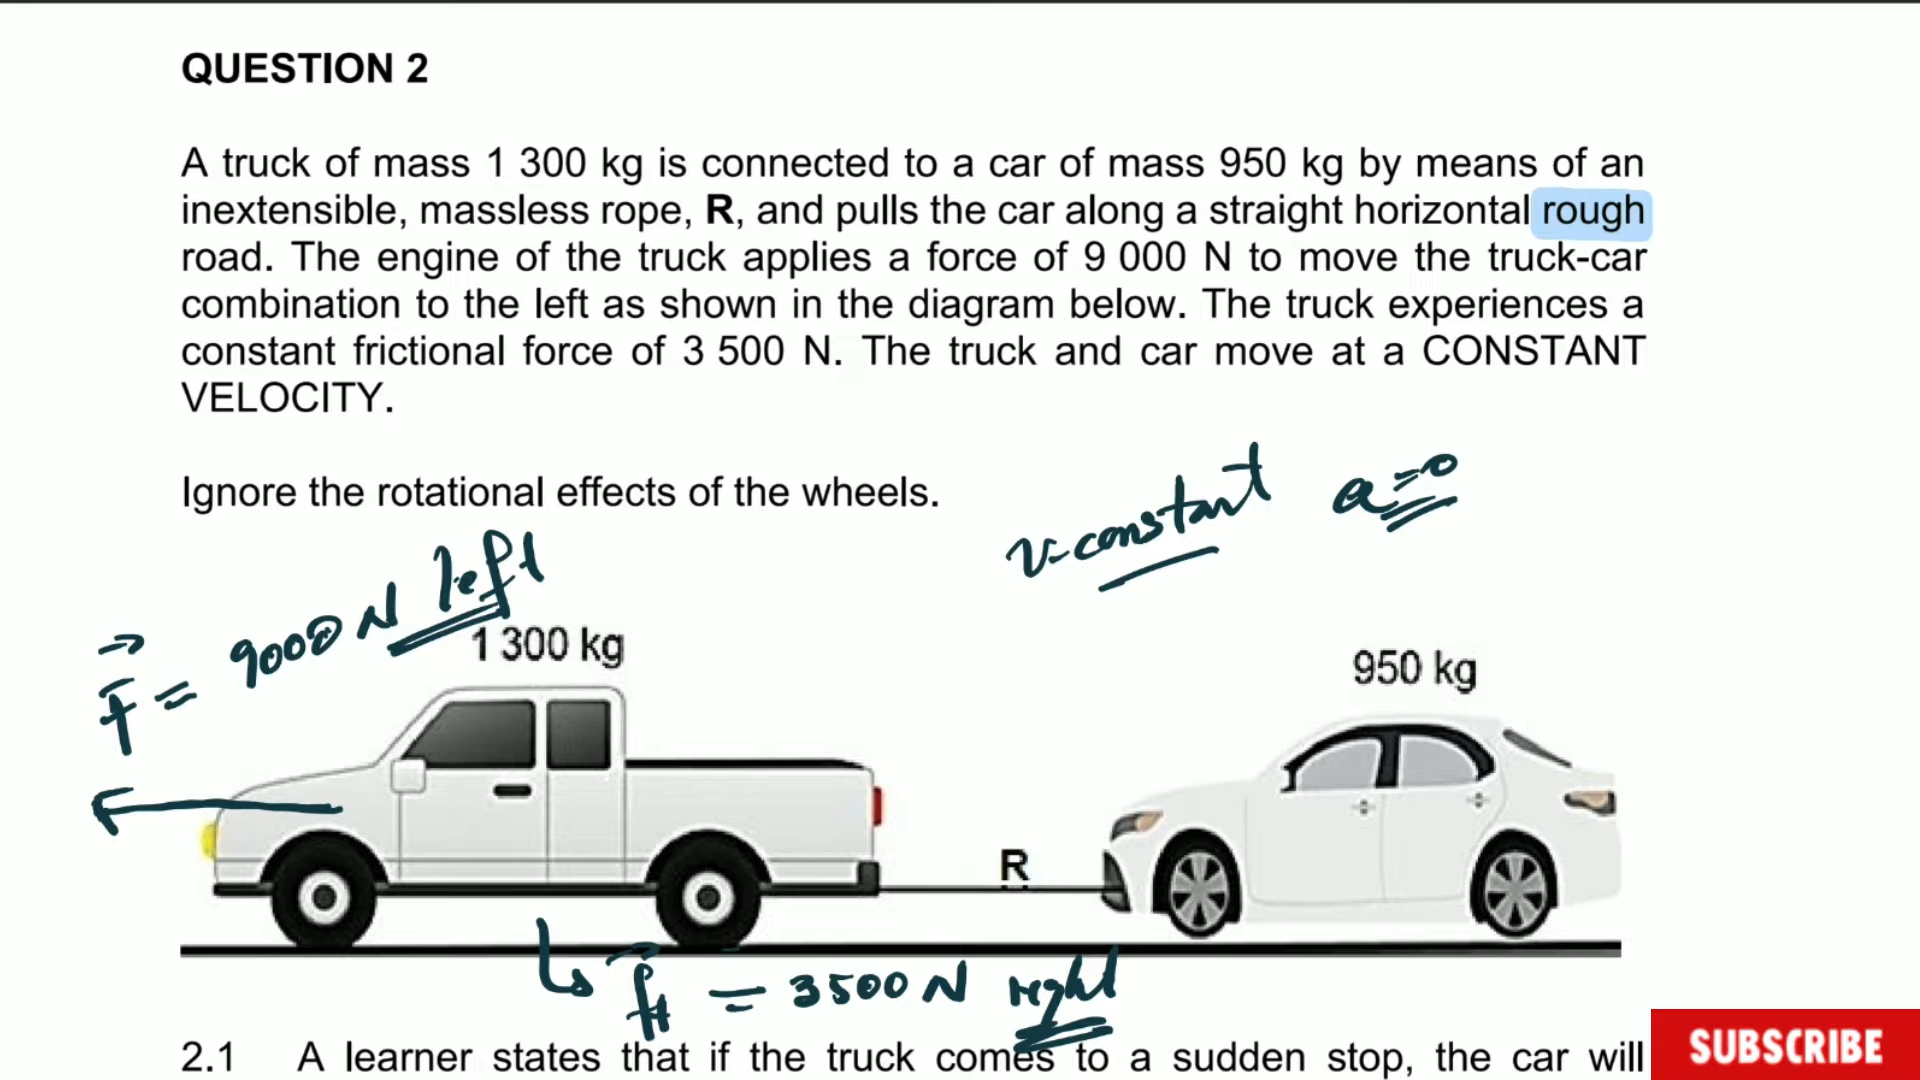 QUESTION 2
A truck of mass 1 300 kg is connected to a car of mass 950 kg by means of an
inextensible, massless rope, R, and pulls the car along a straight horizontal rough
road. The engine of the truck applies a force of 9 000 N to move the truck-car
combination to the left as shown in the diagram below. The truck experiences a
constant frictional force of 3 500 N. The truck and car move at a CONSTANT
VELOCITY.
Ignore the rotational effects of the wheels.
v-constant a=0
F = 9000 N left
1 300 kg
950 kg
R
= 3500 N right
2.1 A learner states that if the truck comes to a sudden stop, the car will
SUBSCRIBE